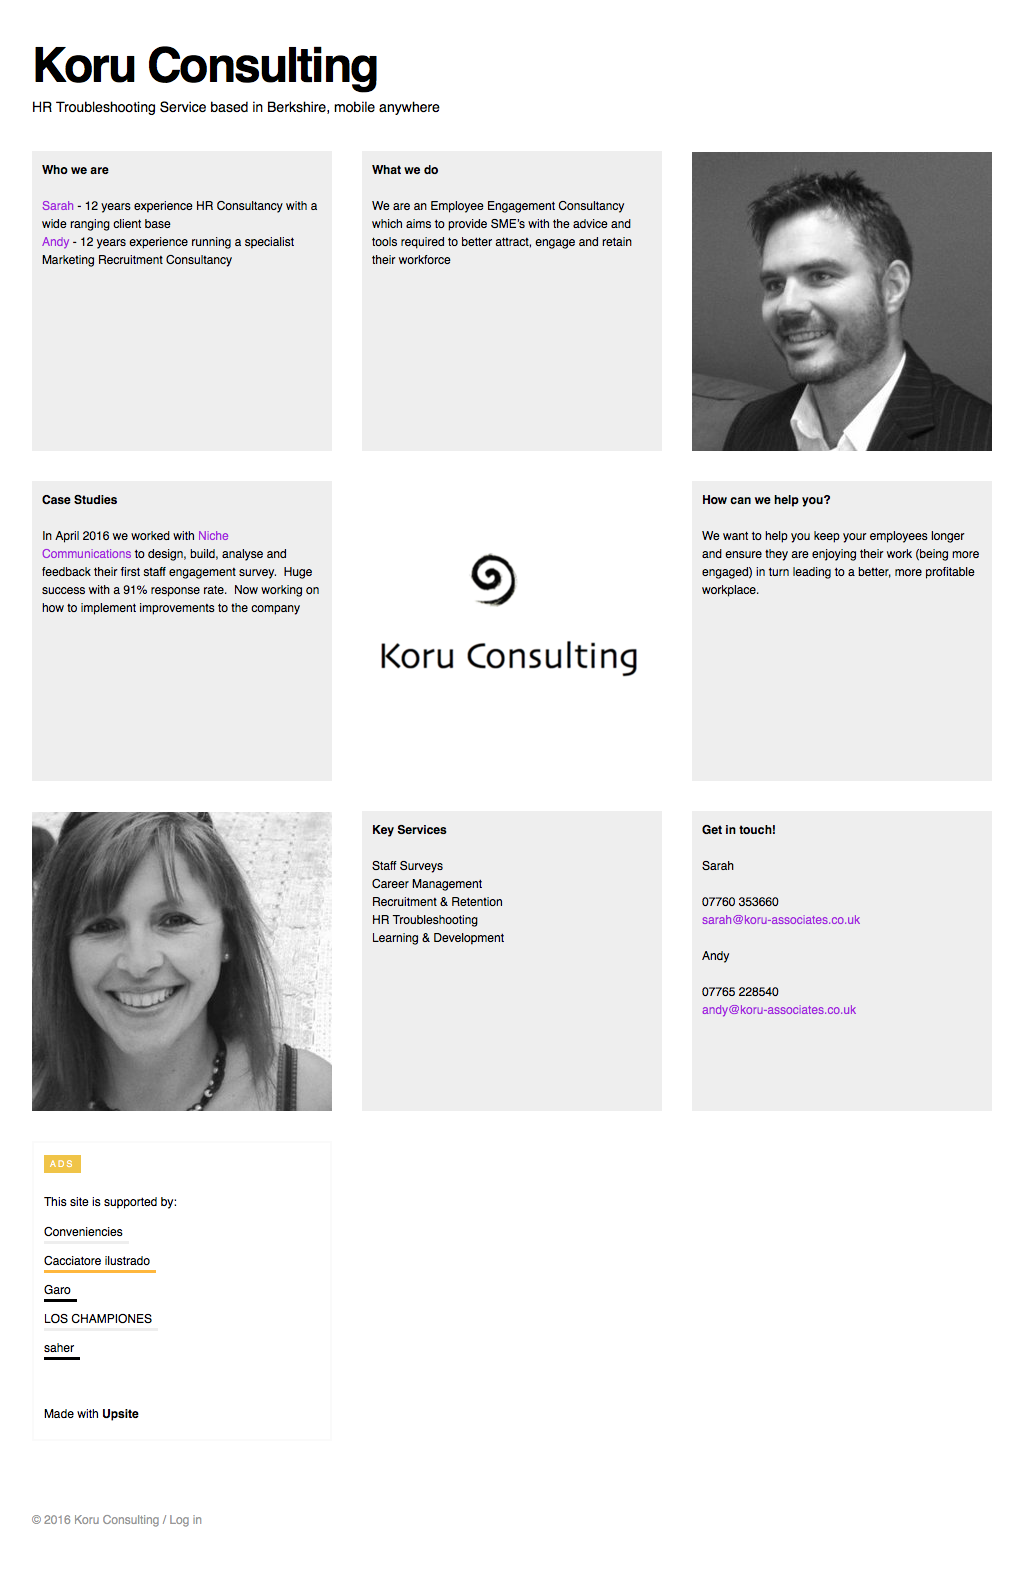 Koru Consulting
HR Troubleshooting Service based in Berkshire, mobile anywhere
Who we are
Sarah - 12 years experience HR Consultancy with a
wide ranging client base
Andy - 12 years experience running a specialist
Marketing Recruitment Consultancy
What we do
We are an Employee Engagement Consultancy
which aims to provide SME's with the advice and
tools required to better attract, engage and retain
their workforce
Case Studies
In April 2016 we worked with Niche
Communications to design, build, analyse and
feedback their first staff engagement survey.  Huge
success with a 91% response rate.  Now working on
how to implement improvements to the company
Koru Consulting
How can we help you?
We want to help you keep your employees longer
and ensure they are enjoying their work (being more
engaged) in turn leading to a better, more profitable
workplace.
Key Services
Staff Surveys
Career Management
Recruitment & Retention
HR Troubleshooting
Learning & Development
Get in touch!
Sarah
07760 353660
sarah@koru-associates.co.uk
Andy
07765 228540
andy@koru-associates.co.uk
ADS
This site is supported by:
Conveniencies
Cacciatore ilustrado
Garo
LOS CHAMPIONES
saher
Made with Upsite
© 2016 Koru Consulting / Log in